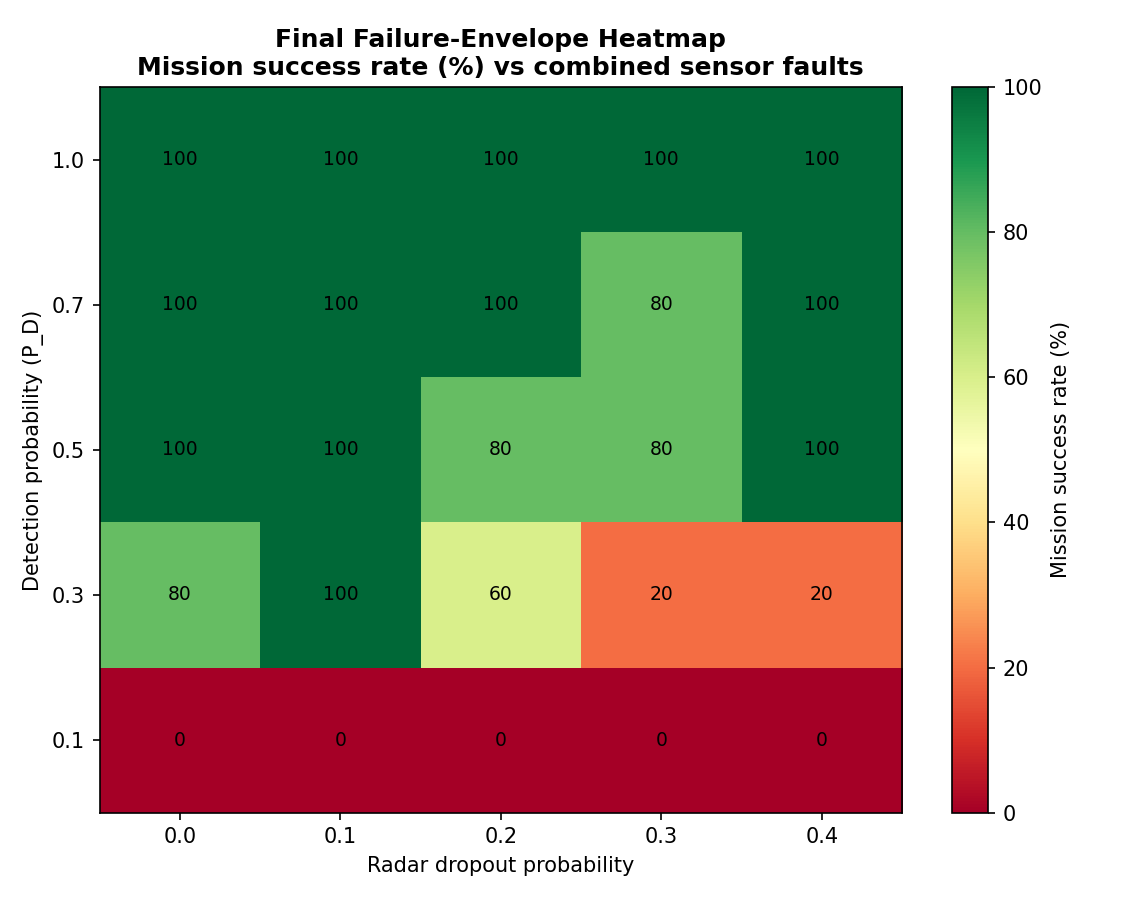 Final Failure-Envelope Heatmap
Mission success rate (%) vs combined sensor faults
Detection probability (P_D)
1.0 100 100 100 100 100
0.7 100 100 100 80 100
0.5 100 100 80 80 100
0.3 80 100 60 20 20
0.1 0 0 0 0 0
0.0 0.1 0.2 0.3 0.4
Radar dropout probability
100
80
60
40
20
0
Mission success rate (%)